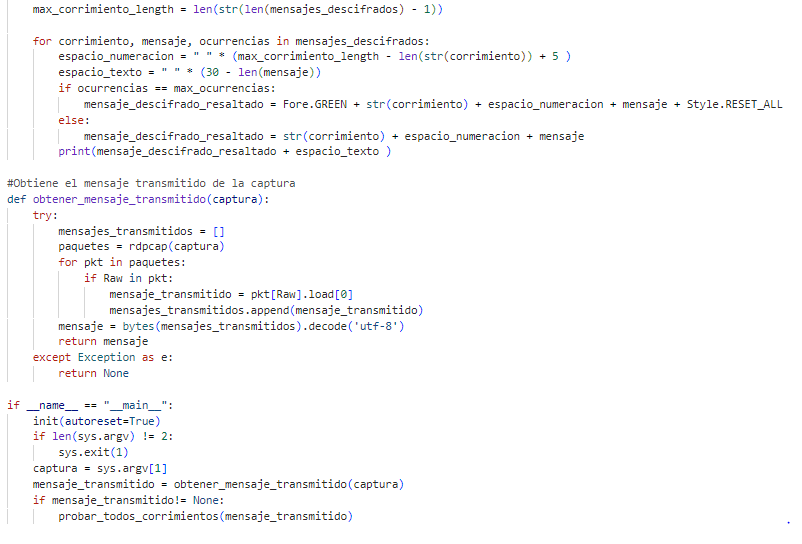 max_corrimiento_length = len(str(len(mensajes_descifrados) - 1))
for corrimiento, mensaje, ocurrencias in mensajes_descifrados:
espacio_numeracion = " " * (max_corrimiento_length - len(str(corrimiento)) + 5 )
espacio_texto = " " * (30 - len(mensaje))
if ocurrencias == max_ocurrencias:
mensaje_descifrado_resaltado = Fore.GREEN + str(corrimiento) + espacio_numeracion + mensaje + Style.RESET_ALL
else:
mensaje_descifrado_resaltado = str(corrimiento) + espacio_numeracion + mensaje
print(mensaje_descifrado_resaltado + espacio_texto )
#Obtiene el mensaje transmitido de la captura
def obtener_mensaje_transmitido(captura):
try:
mensajes_transmitidos = []
paquetes = rdpcap(captura)
for pkt in paquetes:
if Raw in pkt:
mensaje_transmitido = pkt[Raw].load[0]
mensajes_transmitidos.append(mensaje_transmitido)
mensaje = bytes(mensajes_transmitidos).decode('utf-8')
return mensaje
except Exception as e:
return None
if __name__ == "__main__":
init(autoreset=True)
if len(sys.argv) != 2:
sys.exit(1)
captura = sys.argv[1]
mensaje_transmitido = obtener_mensaje_transmitido(captura)
if mensaje_transmitido!= None:
probar_todos_corrimientos(mensaje_transmitido)